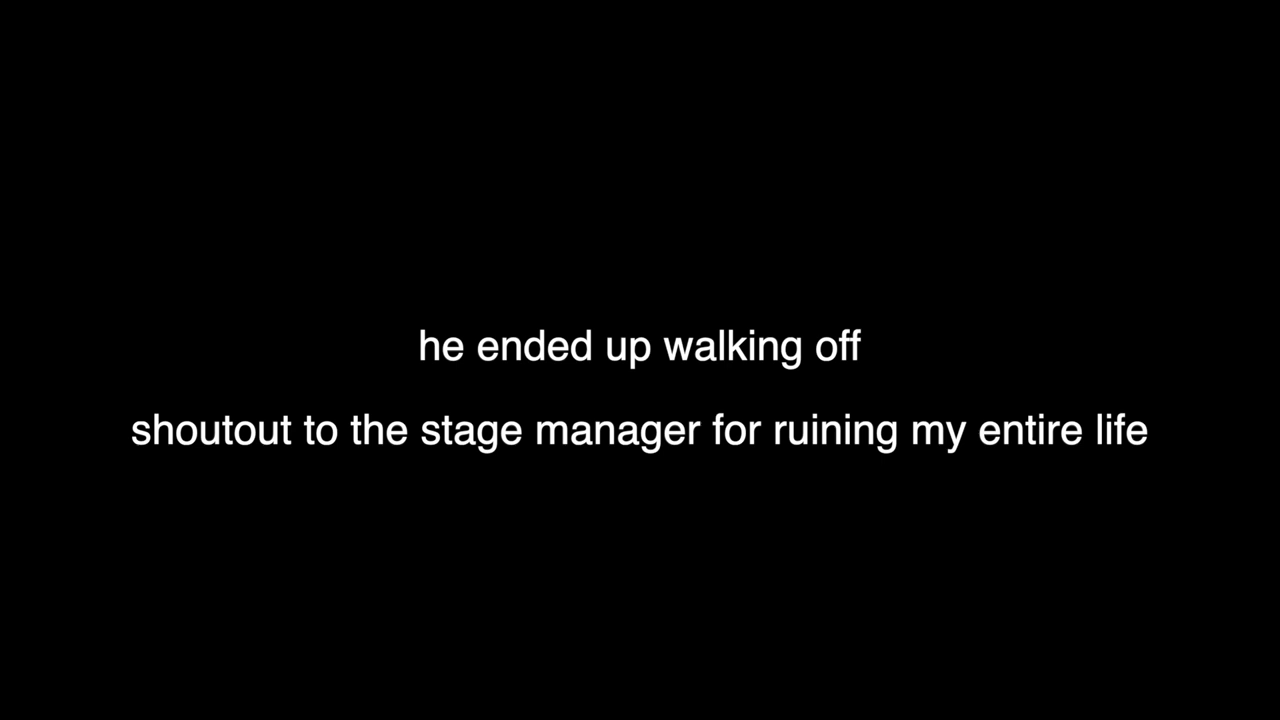 he ended up walking off
shoutout to the stage manager for ruining my entire life